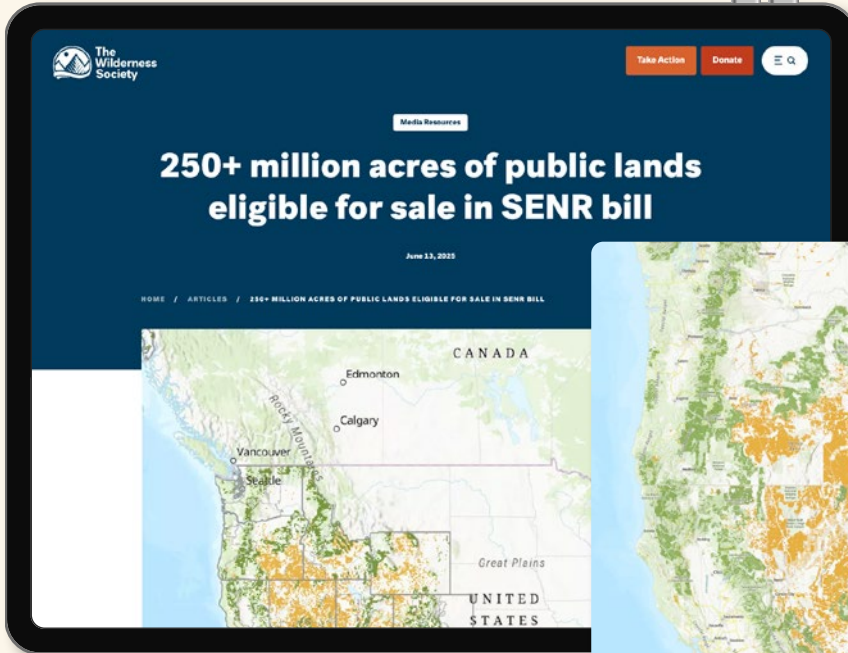 The
Wilderness
Society
Take Action
Donate
Media Resources
250+ million acres of public lands
eligible for sale in SENR bill
June 13, 2025
HOME / ARTICLES / 250+ MILLION ACRES OF PUBLIC LANDS ELIGIBLE FOR SALE IN SENR BILL
CANADA
Edmonton
Rocky Mountains
Calgary
Vancouver
Seattle
Great Plains
UNITED
STATES